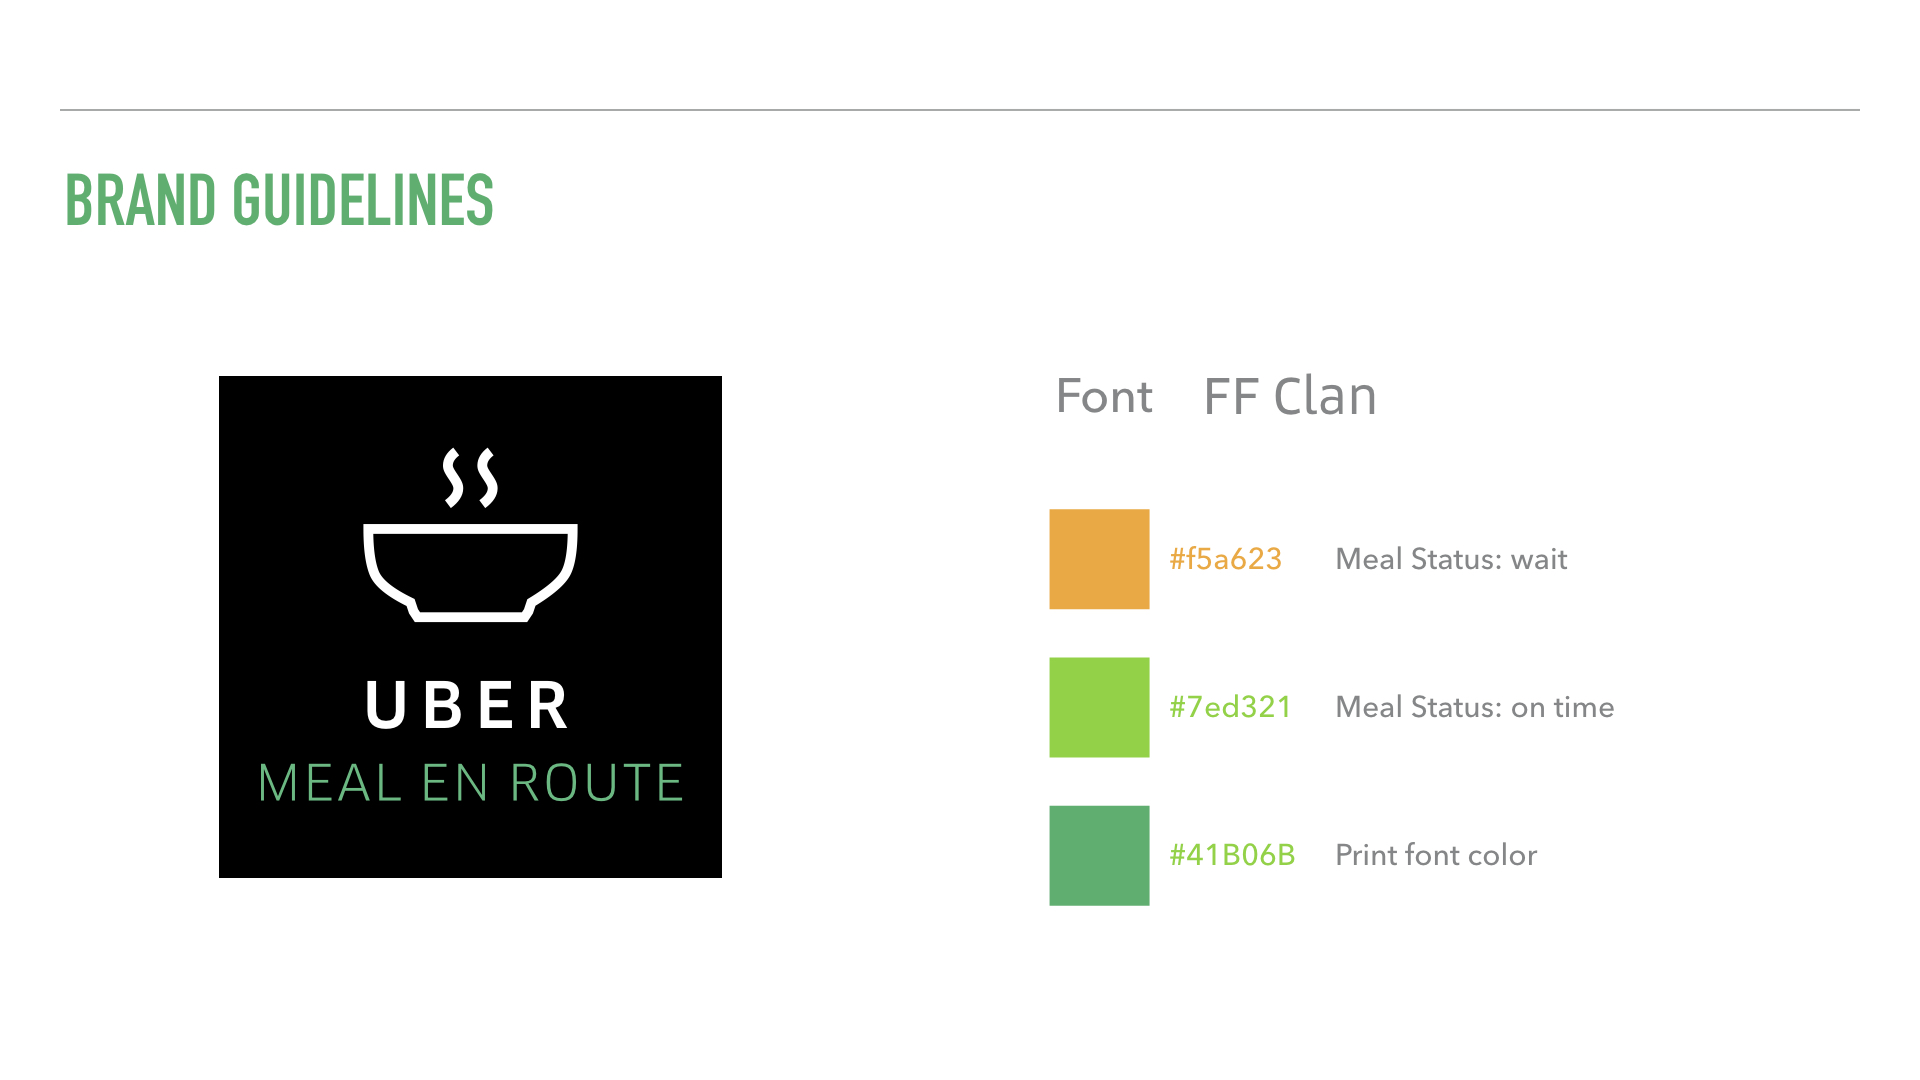 BRAND GUIDELINES
UBER
MEAL EN ROUTE
Font FF Clan
#f5a623 Meal Status: wait
#7ed321 Meal Status: on time
#41B06B Print font color